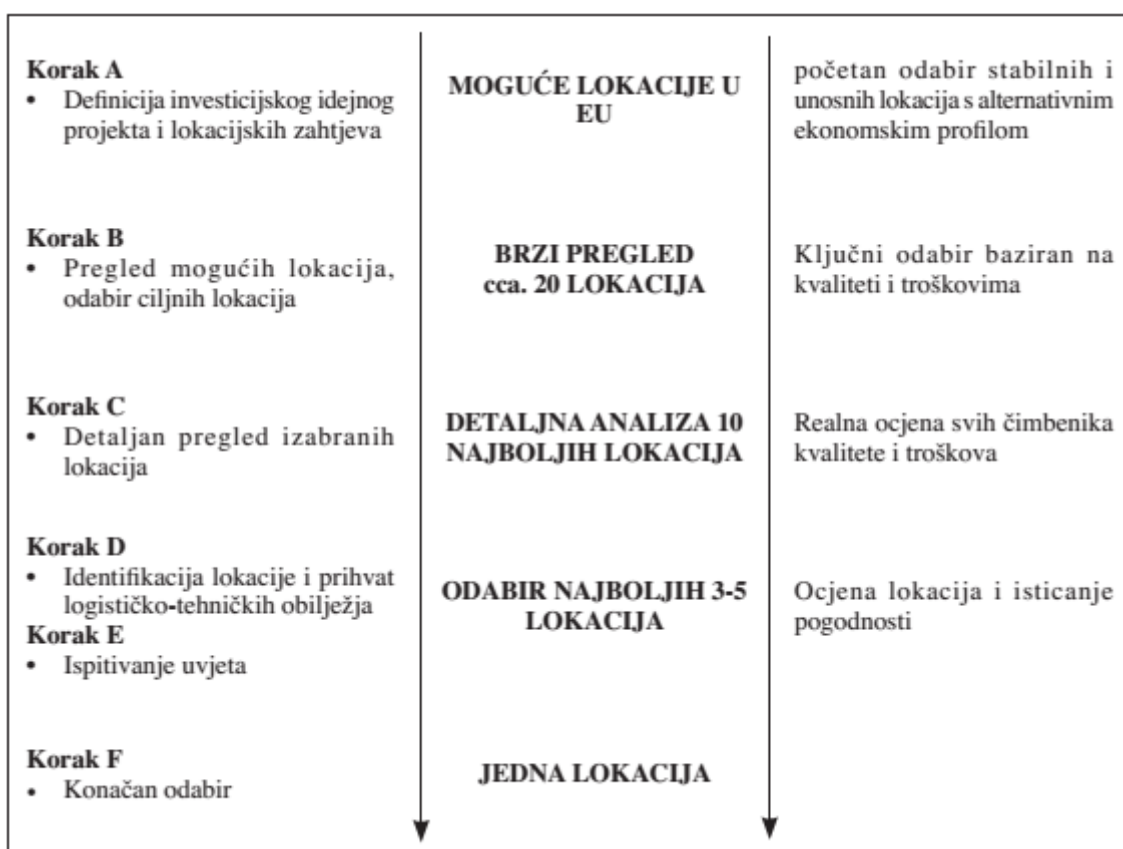 Korak A
• Definicija investicijskog idejnog
projekta i lokacijskih zahtjeva
MOGUĆE LOKACIJE U
EU
početan odabir stabilnih i
unosnih lokacija s alternativnim
ekonomskim profilom
Korak B
• Pregled mogućih lokacija,
odabir ciljnih lokacija
BRZI PREGLED
cca. 20 LOKACIJA
Ključni odabir baziran na
kvaliteti i troškovima
Korak C
• Detaljan pregled izabranih
lokacija
DETALJNA ANALIZA 10
NAJBOLJIH LOKACIJA
Realna ocjena svih čimbenika
kvalitete i troškova
Korak D
• Identifikacija lokacije i prihvat
logističko-tehničkih obilježja
Korak E
• Ispitivanje uvjeta
ODABIR NAJBOLJIH 3-5
LOKACIJA
Ocjena lokacija i isticanje
pogodnosti
Korak F
• Konačan odabir
JEDNA LOKACIJA